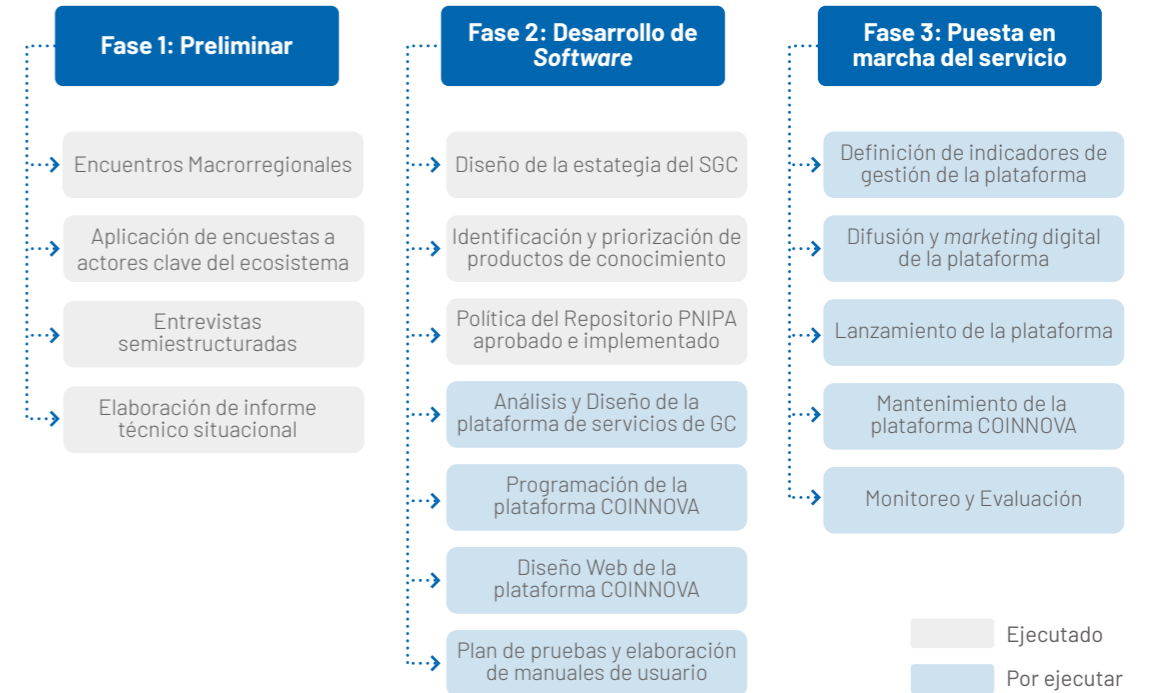 Fase 1: Preliminar
Encuentros Macrorregionales
Aplicación de encuestas a
actores clave del ecosistema
Entrevistas
semiestructuradas
Elaboración de informe
técnico situacional
Fase 2: Desarrollo de
Software
Diseño de la estategia del SGC
Identificación y priorización de
productos de conocimiento
Política del Repositorio PNIPA
aprobado e implementado
Análisis y Diseño de la
plataforma de servicios de GC
Programación de la
plataforma COINNOVA
Diseño Web de la
plataforma COINNOVA
Plan de pruebas y elaboración
de manuales de usuario
Fase 3: Puesta en
marcha del servicio
Definición de indicadores de
gestión de la plataforma
Difusión y marketing digital
de la plataforma
Lanzamiento de la plataforma
Mantenimiento de la
plataforma COINNOVA
Monitoreo y Evaluación
Ejecutado
Por ejecutar